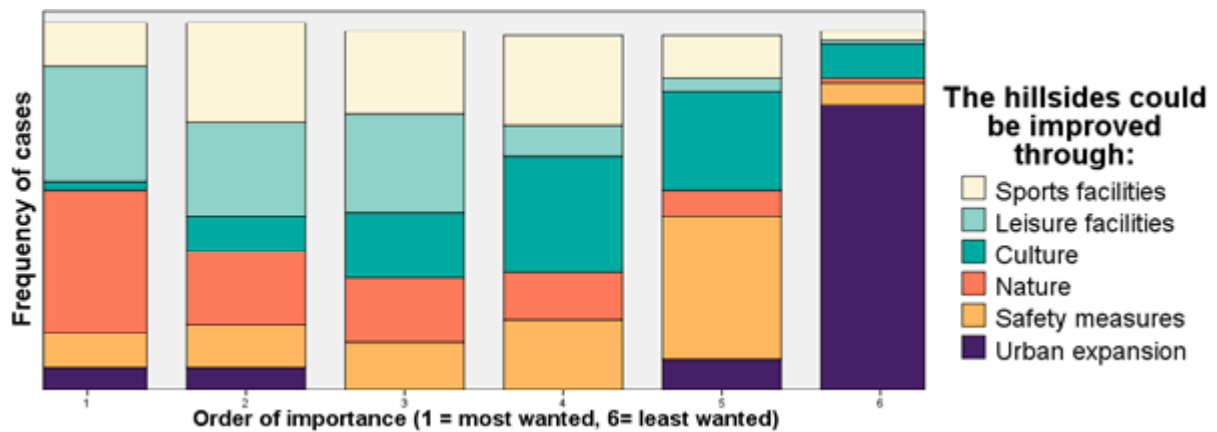 Frequency of cases
1 2 3 4 5 6
Order of importance (1 = most wanted, 6= least wanted)
The hillsides could
be improved
through:
Sports facilities
Leisure facilities
Culture
Nature
Safety measures
Urban expansion